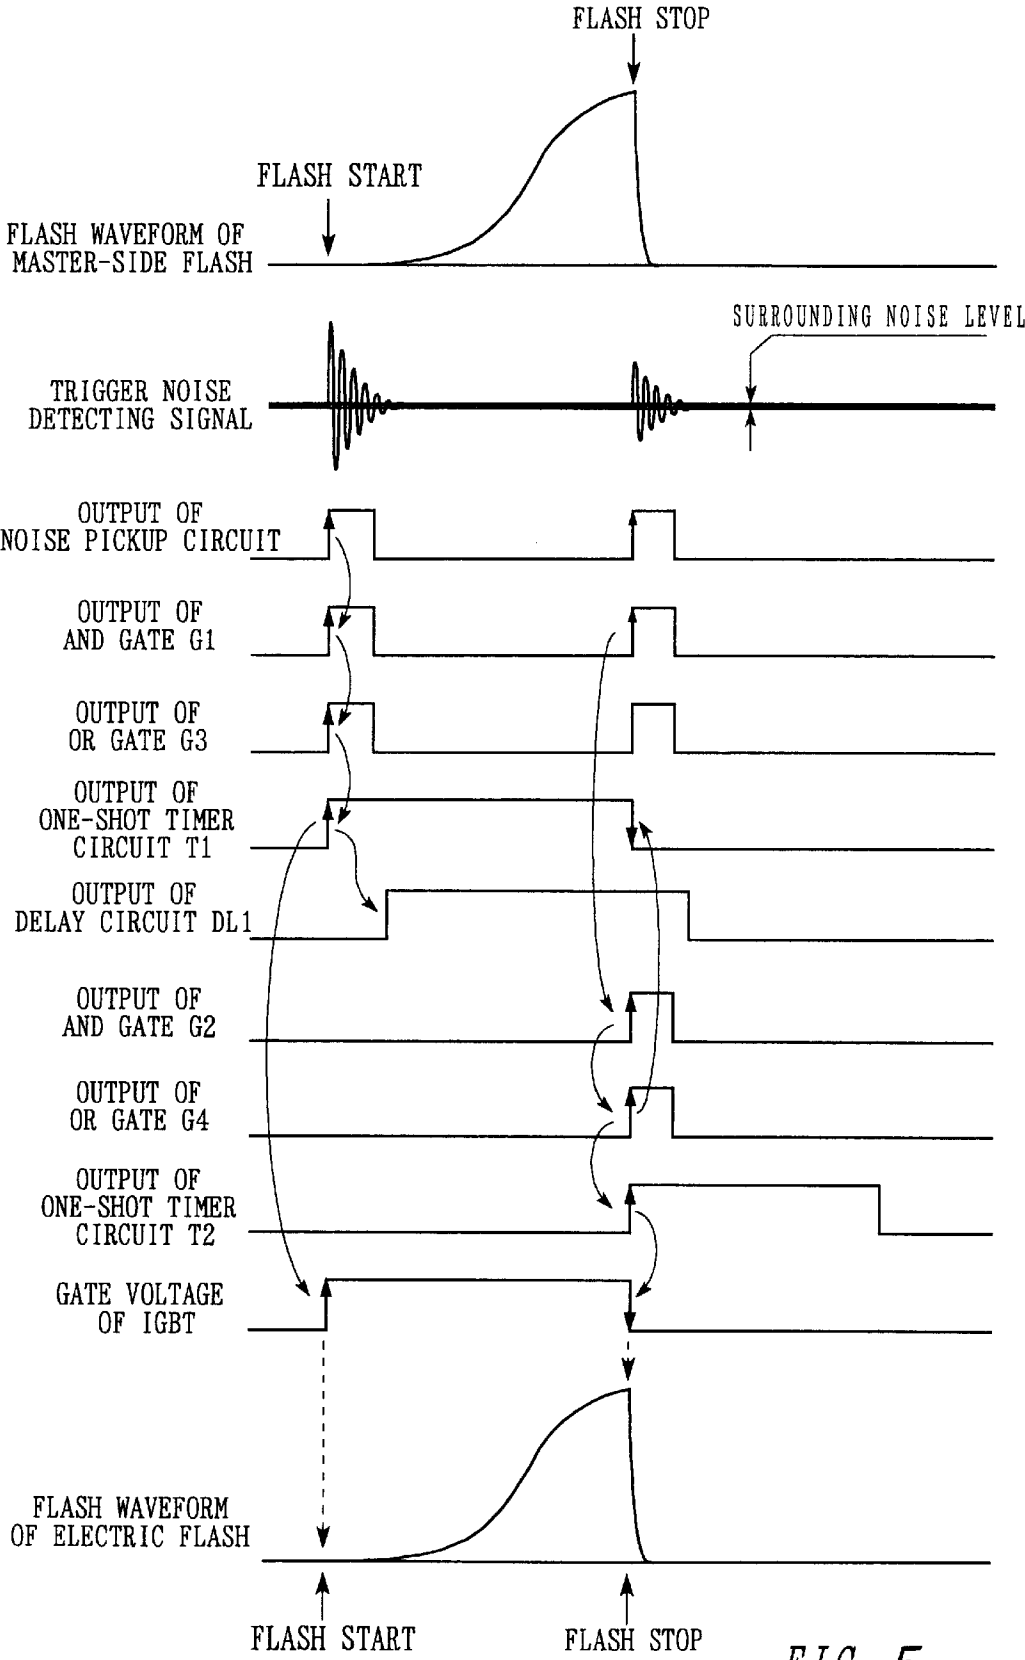 FLASH STOP
FLASH START
FLASH WAVEFORM OF
MASTER-SIDE FLASH
SURROUNDING NOISE LEVEL
TRIGGER NOISE
DETECTING SIGNAL
OUTPUT OF
NOISE PICKUP CIRCUIT
OUTPUT OF
AND GATE G1
OUTPUT OF
OR GATE G3
OUTPUT OF
ONE-SHOT TIMER
CIRCUIT T1
OUTPUT OF
DELAY CIRCUIT DL1
OUTPUT OF
AND GATE G2
OUTPUT OF
OR GATE G4
OUTPUT OF
ONE-SHOT TIMER
CIRCUIT T2
GATE VOLTAGE
OF IGBT
FLASH WAVEFORM
OF ELECTRIC FLASH
FLASH START
FLASH STOP
FIG. 5